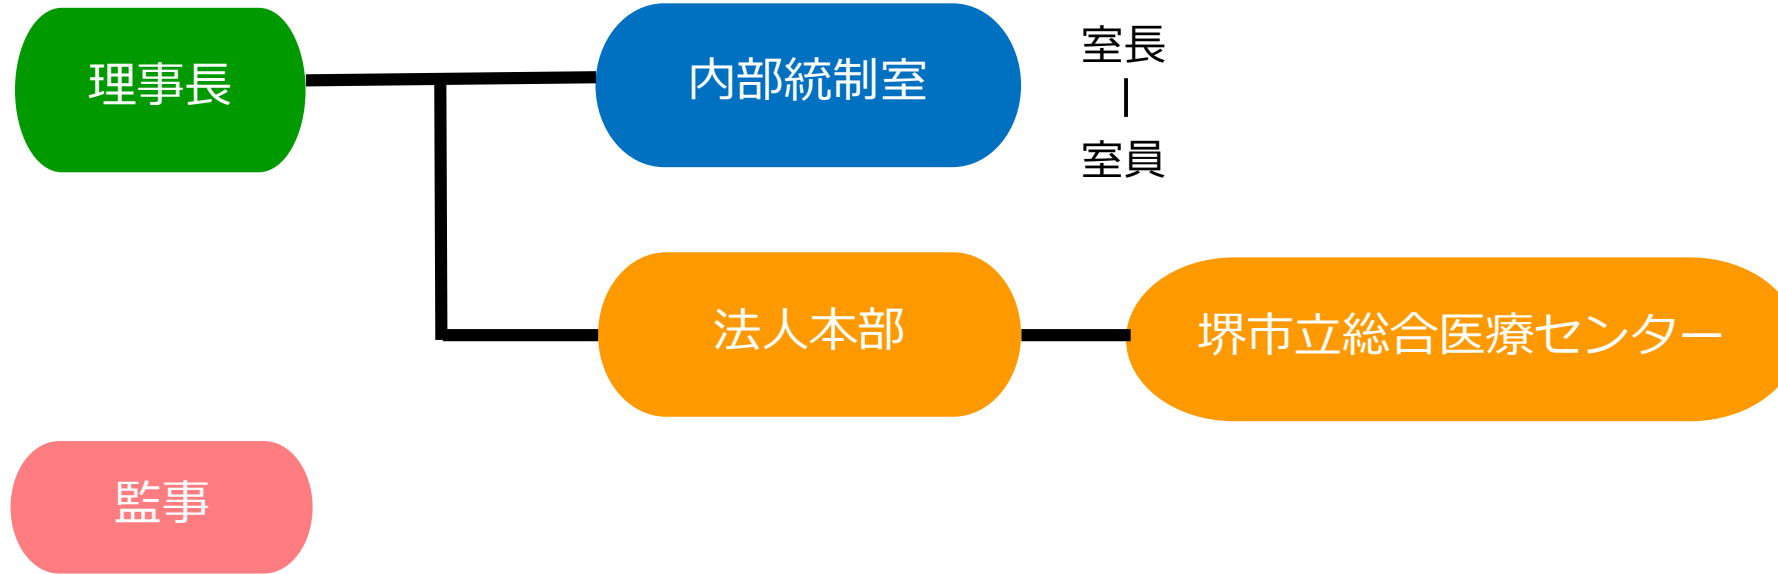 理事長
内部統制室
室長
室員
法人本部
堺市立総合医療センター
監事